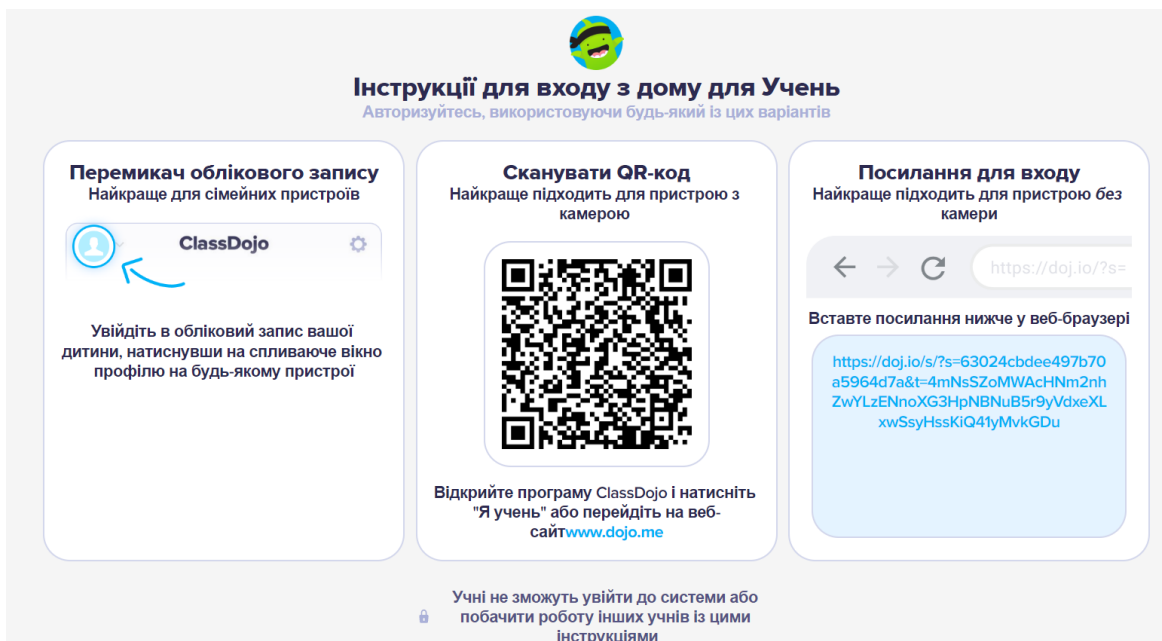 Інструкції для входу з дому для Учень
Авторизуйтесь, використовуючи будь-який із цих варіантів
Перемикач облікового запису
Найкраще для сімейних пристроїв
ClassDojo
Увійдіть в обліковий запис вашої
дитини, натиснувши на спливаюче вікно
профілю на будь-якому пристрої
Сканувати QR-код
Найкраще підходить для пристрою з
камерою
Відкрийте програму ClassDojo і натисніть
"Я учень" або перейдіть на веб-
сайтwww.dojo.me
Посилання для входу
Найкраще підходить для пристрою без
камери
https://doj.io/?s=
Вставте посилання нижче у веб-браузері
https://doj.io/s/?s=63024cbdee497b70
a5964d7a&t=4mNsSZoMWAcHNm2nh
ZwYLzENnoXG3HpNBNuB5r9yVdxeXL
xwSsyHssKiQ41yMvkGDu
Учні не зможуть увійти до системи або
побачити роботу інших учнів із цими
інструкціями